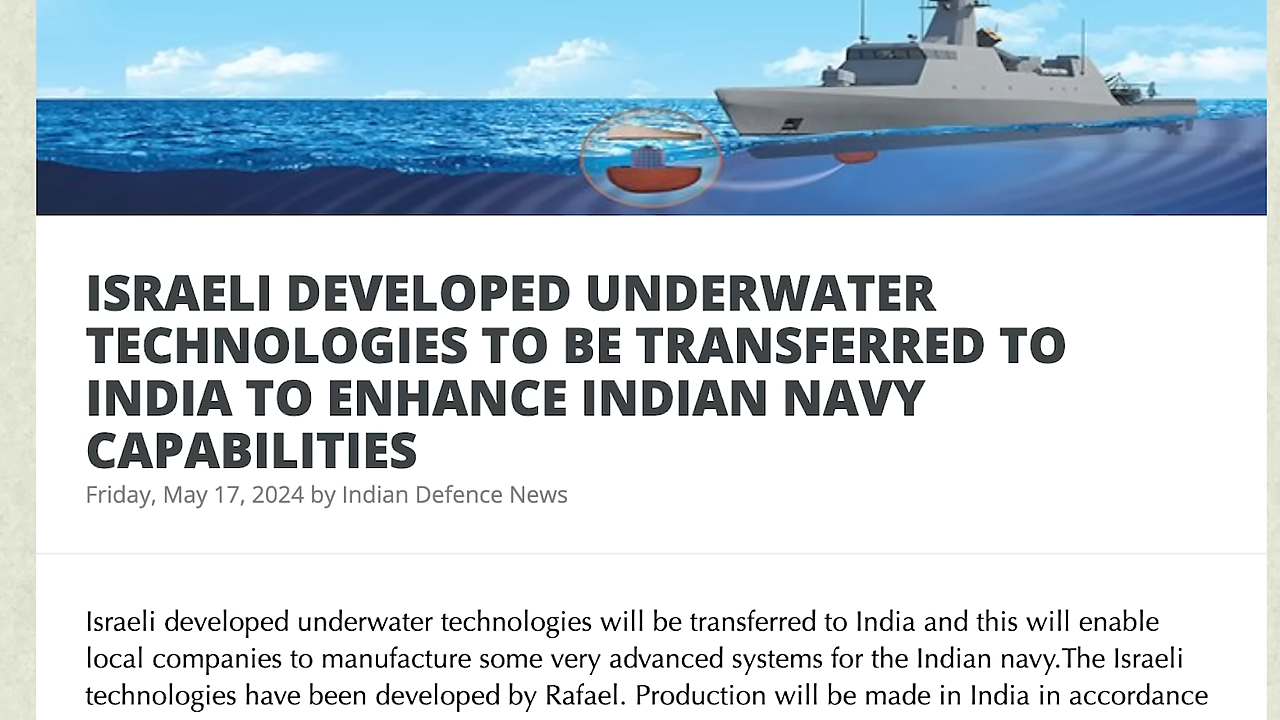 ISRAELI DEVELOPED UNDERWATER
TECHNOLOGIES TO BE TRANSFERRED TO
INDIA TO ENHANCE INDIAN NAVY
CAPABILITIES
Friday, May 17, 2024 by Indian Defence News
Israeli developed underwater technologies will be transferred to India and this will enable
local companies to manufacture some very advanced systems for the Indian navy.The Israeli
technologies have been developed by Rafael. Production will be made in India in accordance